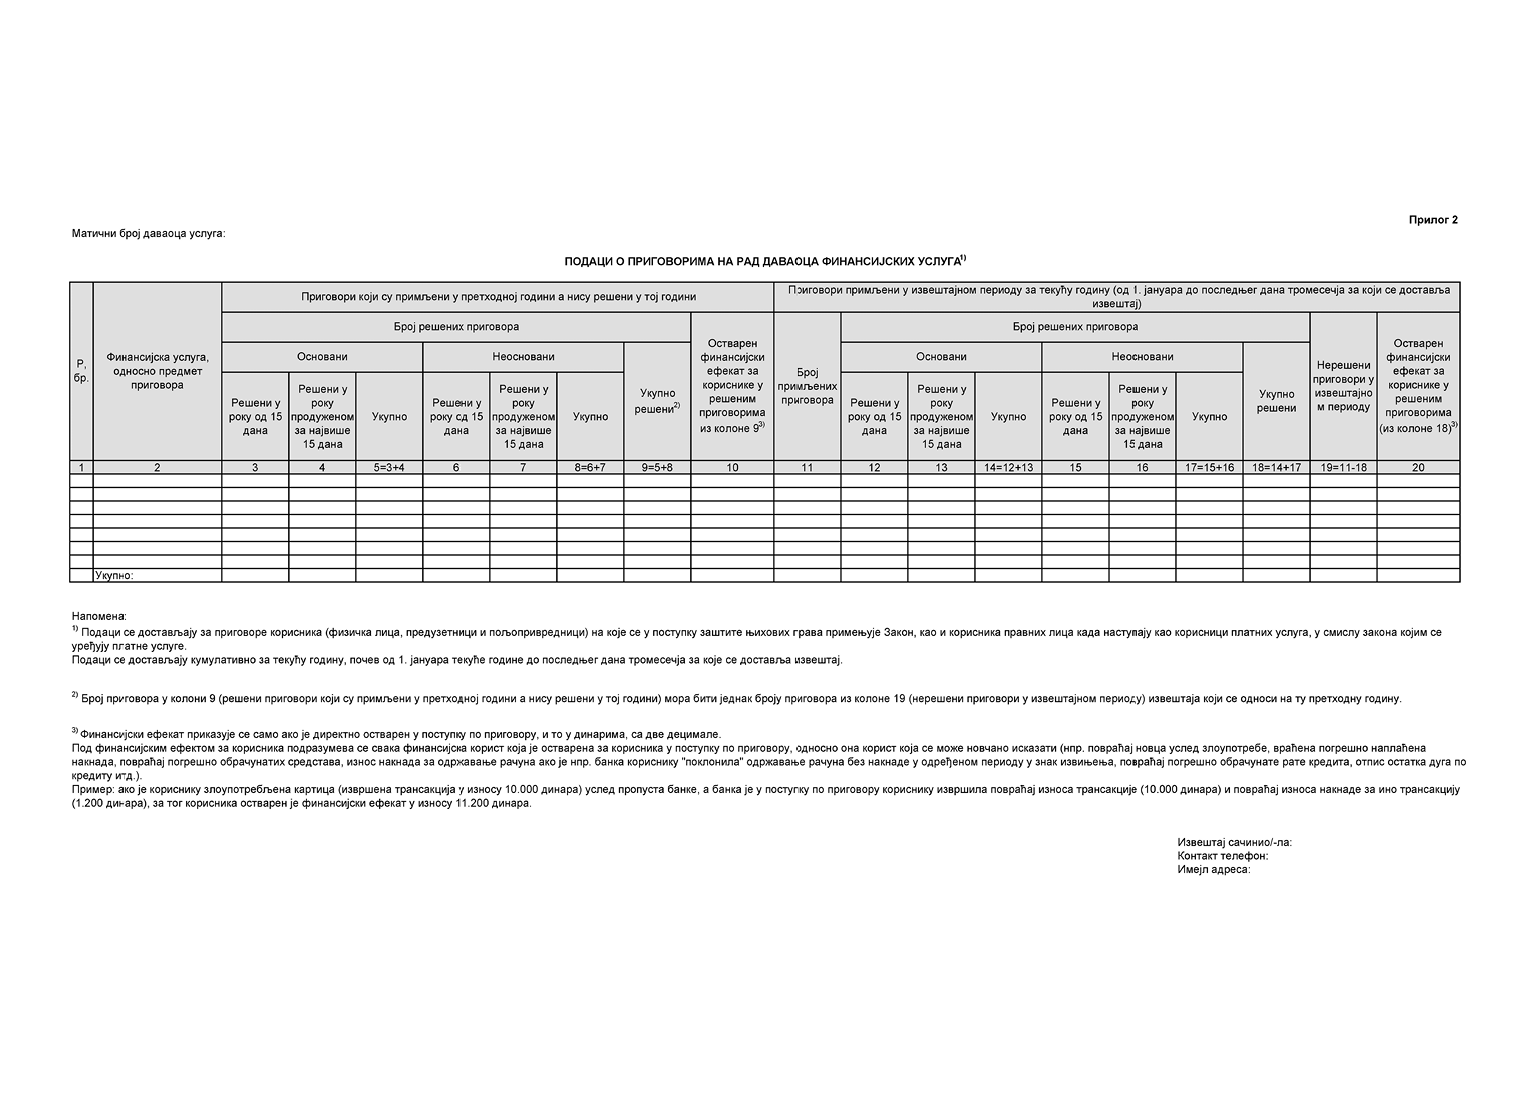 Прилог 2
Матични број даваоца услуга:
ПОДАЦИ О ПРИГОВОРИМА НА РАД ДАВАОЦА ФИНАНСИЈСКИХ УСЛУГА1)
Р, бр.
Финансијска услуга, односно предмет приговора
Приговори који су примљени у претходној години а нису решени у тој години
Приговори примљени у извештајном периоду за текућу годину (од 1. јануара до последњег дана тромесечја за који се доставља
извештај)
Број решених приговора
Остварен финансијски ефекат за кориснике у решеним приговорима из колоне 93)
Број примљених приговора
Број решених приговора
Нерешени приговори у извештајно м периоду
Остварен финансијски ефекат за кориснике у решеним приговорима (из колоне 18)3)
Основани
Неосновани
Укупно решени2)
Основани
Неосновани
Укупно решени
Решени у року од 15 дана
Решени у року продуженом за највише 15 дана
Укупно
Решени у року од 15 дана
Решени у року продуженом за највише 15 дана
Укупно
Решени у року од 15 дана
Решени у року продуженом за највише 15 дана
Укупно
Решени у року од 15 дана
Решени у року продуженом за највише 15 дана
Укупно
1 2 3 4 5=3+4 6 7 8=6+7 9=5+8 10 11 12 13 14=12+13 15 16 17=15+16 18=14+17 19=11-18 20
Укупно:
Напомена:
1) Подаци се достављају за приговоре корисника (физичка лица, предузетници и пољопривредници) на које се у поступку заштите њихових права примењује Закон, као и корисника правних лица када наступају као корисници платних услуга, у смислу закона којим се
уређују платне услуге.
Подаци се достављају кумулативно за текућу годину, почев од 1. јануара текуће године до последњег дана тромесечја за које се доставља извештај.
2) Број приговора у колони 9 (решени приговори који су примљени у претходној години а нису решени у тој години) мора бити једнак броју приговора из колоне 19 (нерешени приговори у извештајном периоду) извештаја који се односи на ту претходну годину.
3) Финансијски ефекат приказује се само ако је директно остварен у поступку по приговору, и то у динарима, са две децимале.
Под финансијским ефектом за корисника подразумева се свака финансијска корист која је остварена за корисника у поступку по приговору, односно она корист која се може новчано исказати (нпр. повраћај новца услед злоупотребе, враћена погрешно наплаћена
накнада, повраћај погрешно обрачунатих средстава, износ накнада за одржавање рачуна ако је нпр. банка кориснику "поклонила" одржавање рачуна без накнаде у одређеном периоду у знак извињења, повраћај погрешно обрачунате рате кредита, отпис остатка дуга по
кредиту итд.).
Пример: ако је кориснику злоупотребљена картица (извршена трансакција у износу 10.000 динара) услед пропуста банке, а банка је у поступку по приговору кориснику извршила повраћај износа трансакције (10.000 динара) и повраћај износа накнаде за ино трансакцију
(1.200 динара), за тог корисника остварен је финансијски ефекат у износу 11.200 динара.
Извештај сачинио/-ла:
Контакт телефон:
Имејл адреса: